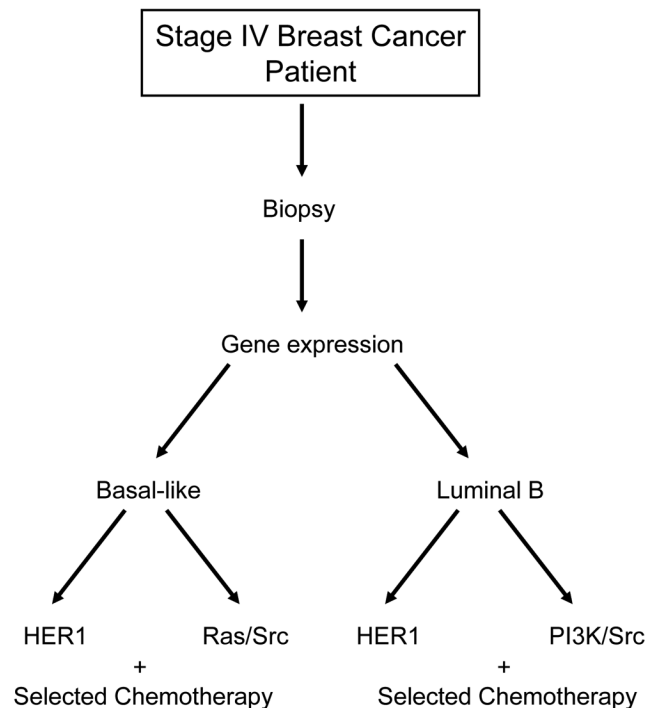 Stage IV Breast Cancer
Patient
Biopsy
Gene expression
Basal-like
Luminal B
HER1
Ras/Src
HER1
PI3K/Src
+
+
Selected Chemotherapy
Selected Chemotherapy